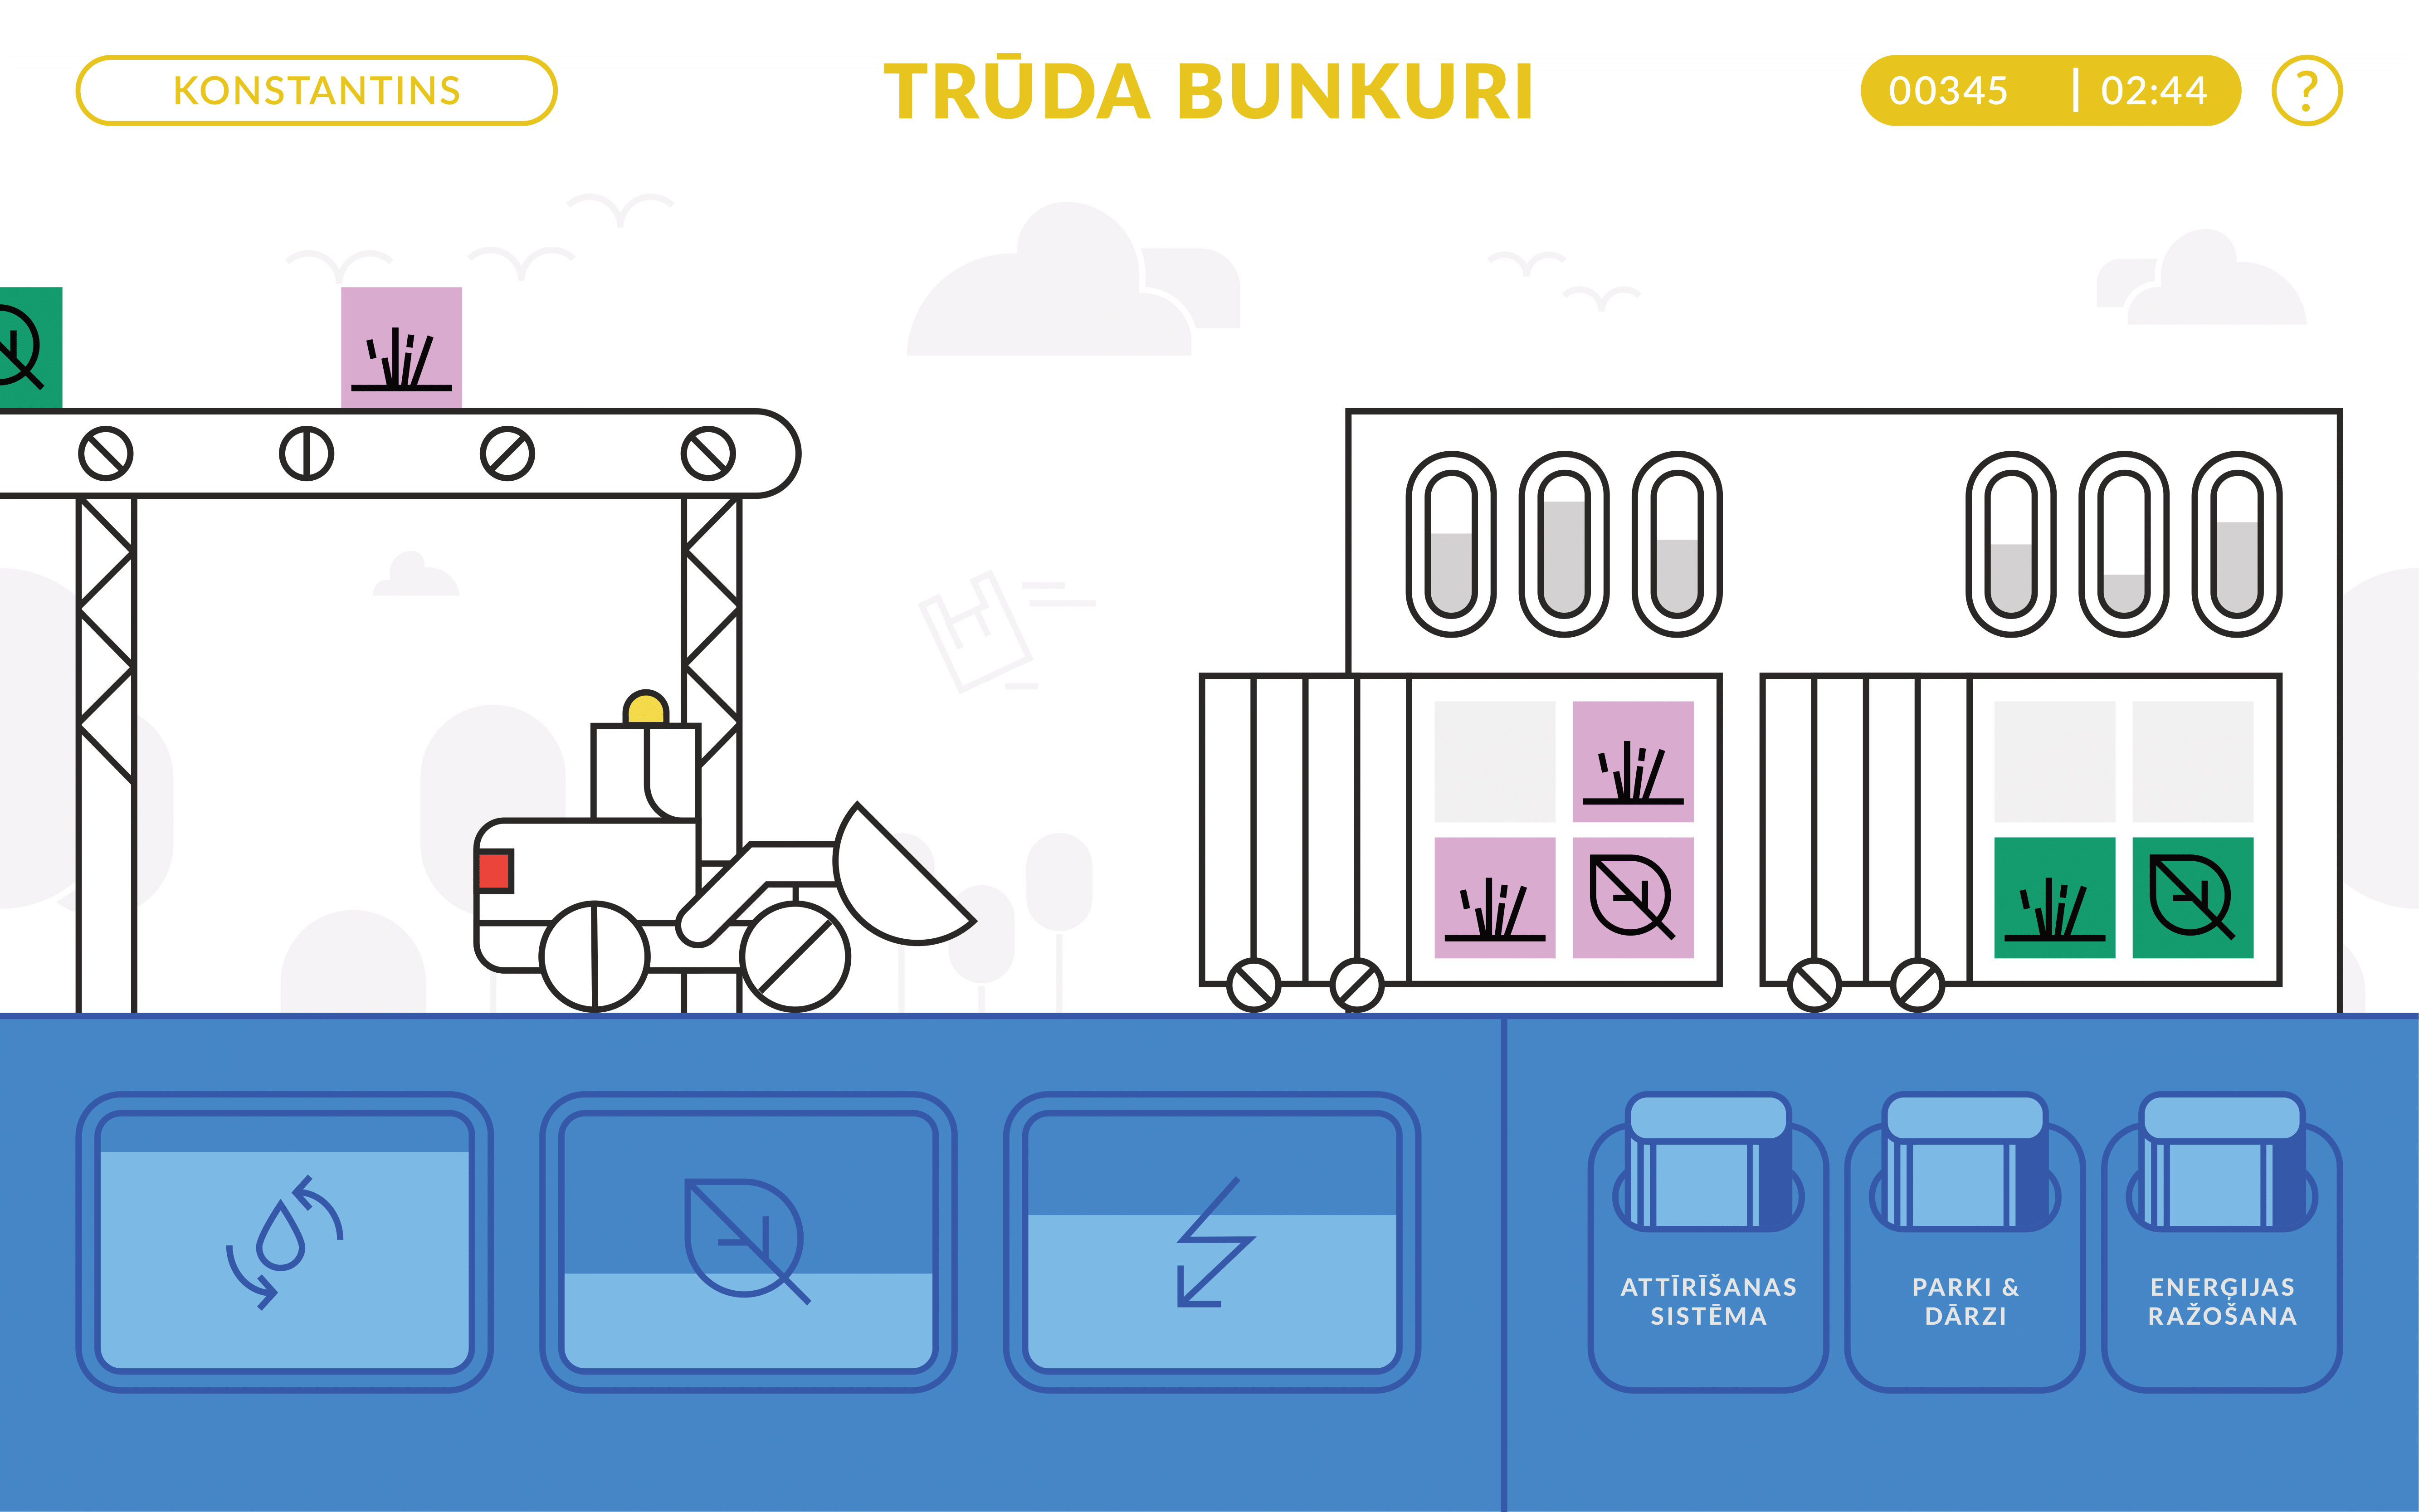 KONSTANTINS
TRŪDA BUNKURI
00345 | 02:44
?
ATTĪRĪŠANAS
SISTĒMA
PARKI &
DĀRZI
ENERĢIJAS
RAŽOŠANA